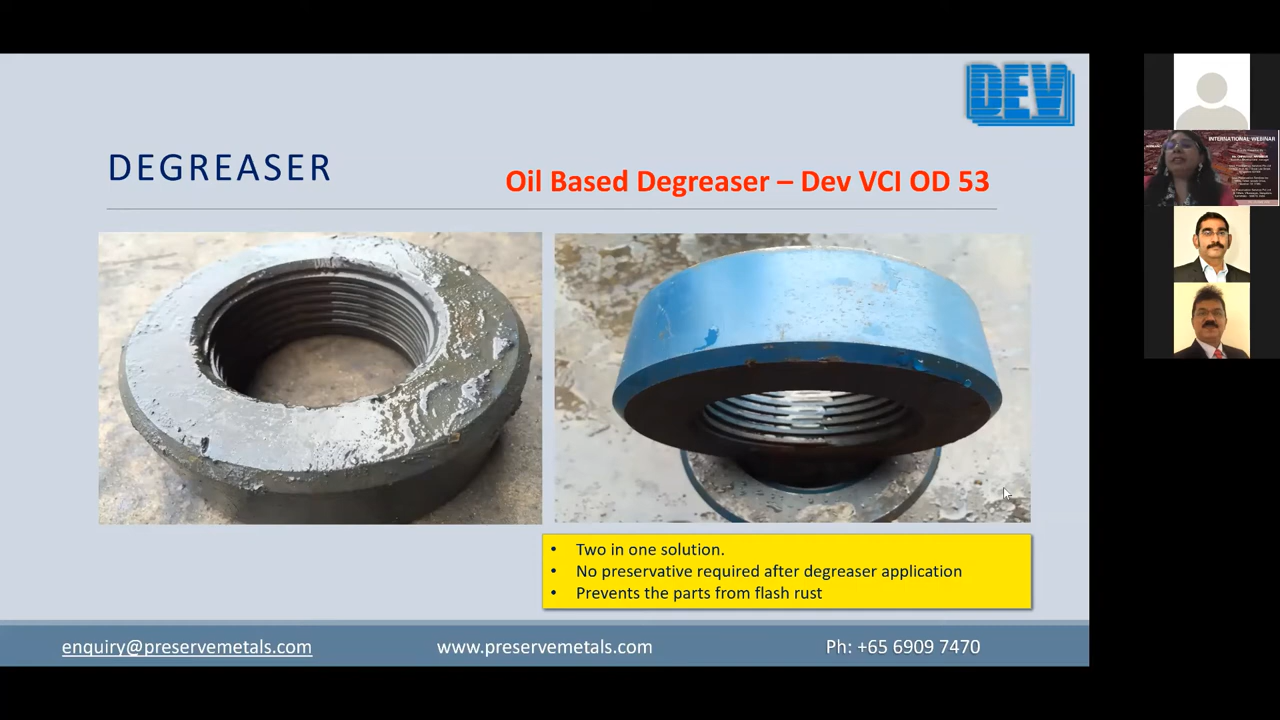 DEV
DEGREASER
Oil Based Degreaser – Dev VCI OD 53
• Two in one solution.
• No preservative required after degreaser application
• Prevents the parts from flash rust
enquiry@preservemetals.com
www.preservemetals.com
Ph: +65 6909 7470
INTERNATIONAL WEBINAR